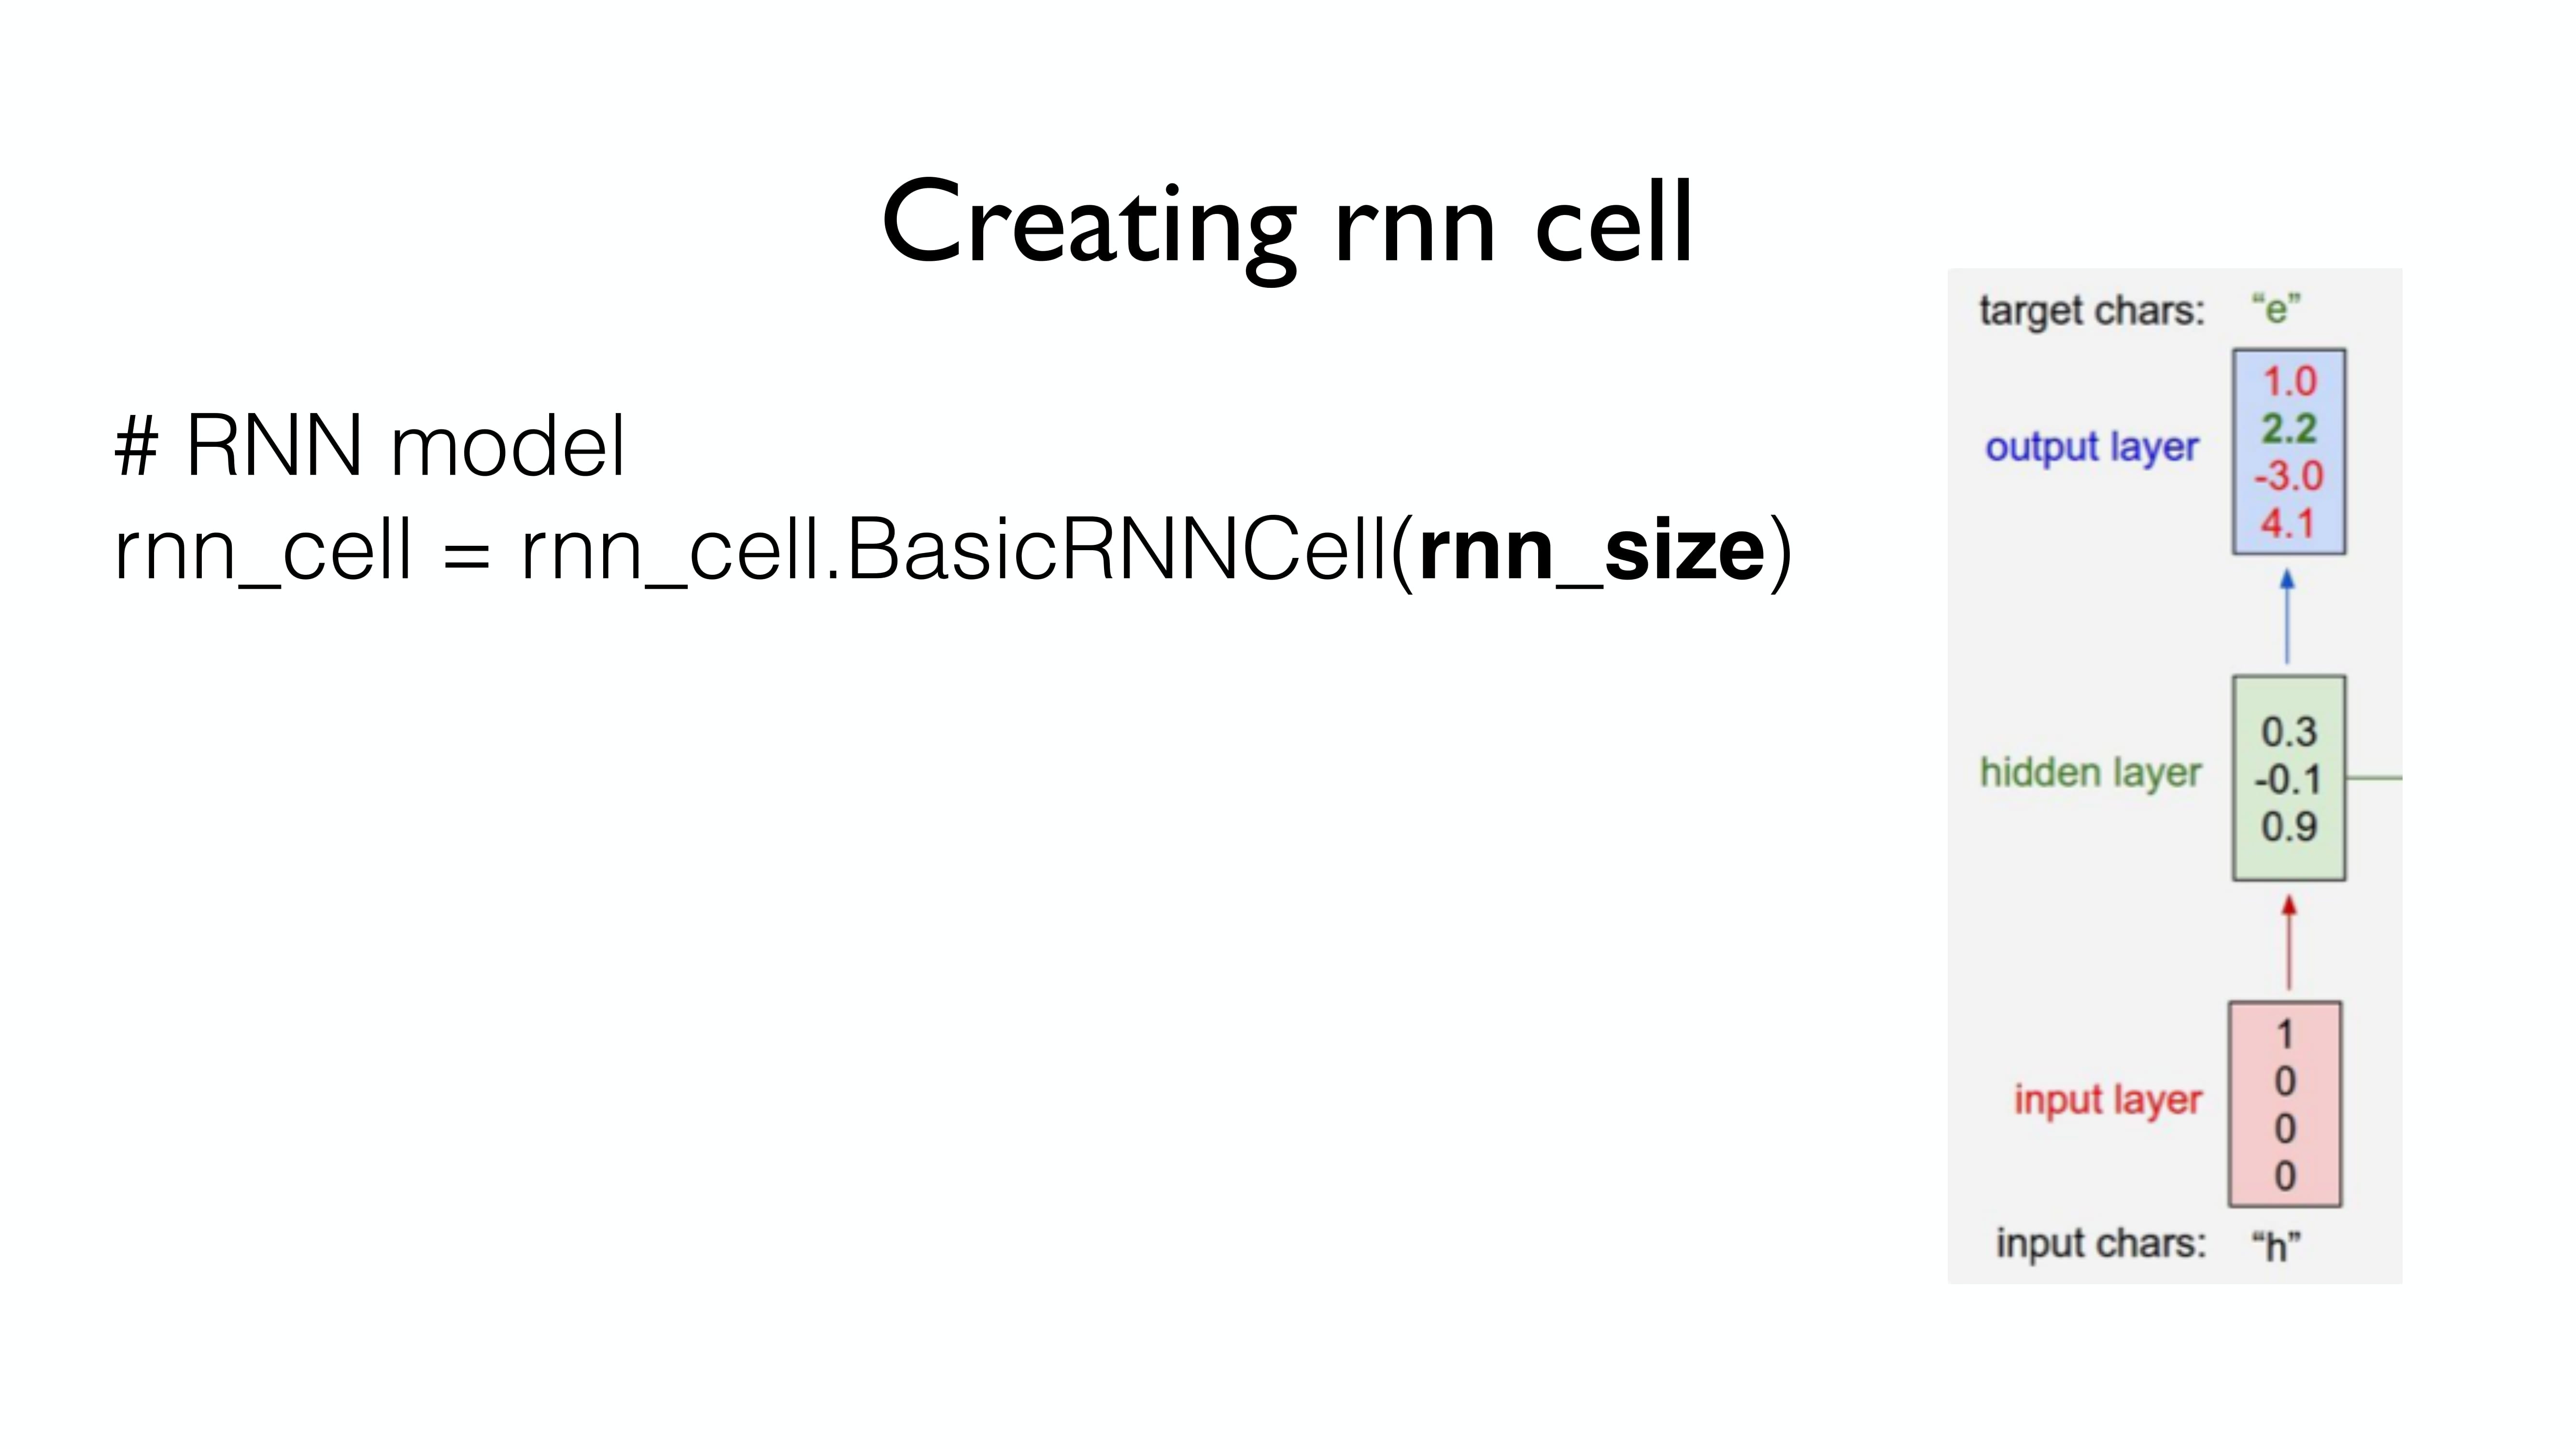 Creating rnn cell
# RNN model
rnn_cell = rnn_cell.BasicRNNCell(rnn_size)
target chars: “e”
output layer
1.0
2.2
-3.0
4.1
hidden layer
0.3
-0.1
0.9
input layer
1
0
0
0
input chars: “h”